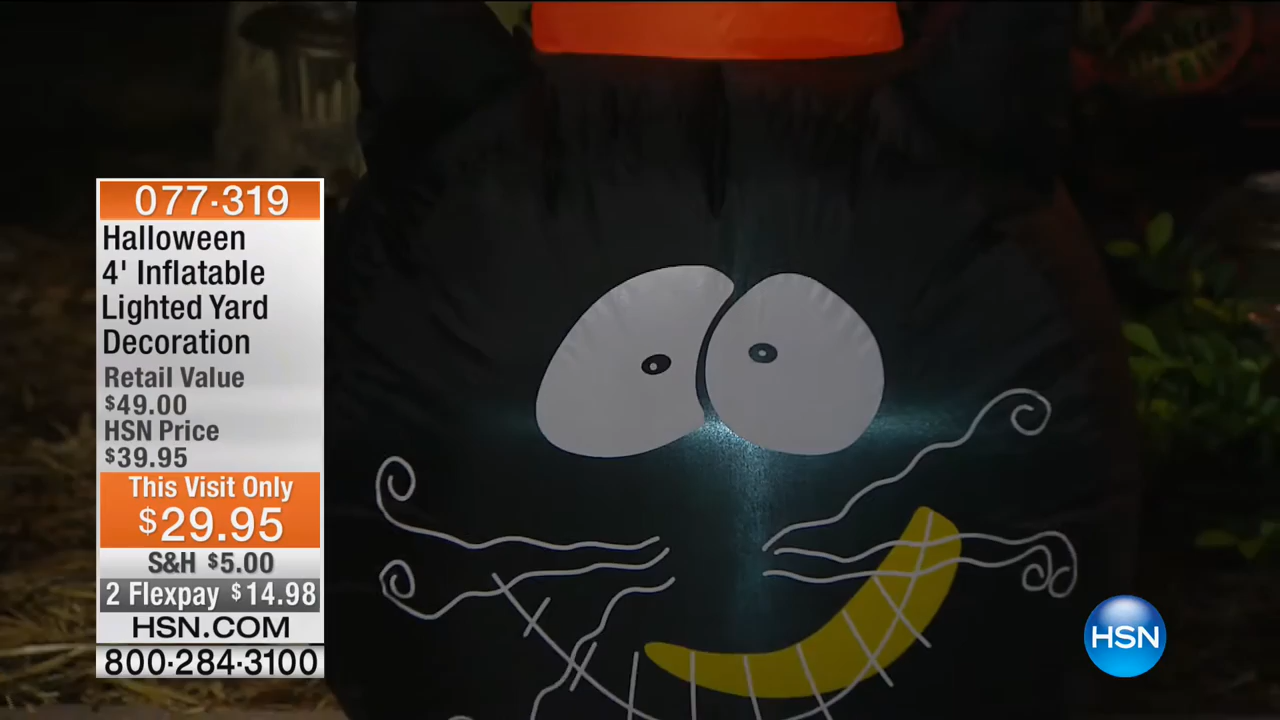 077·319
Halloween
4' Inflatable
Lighted Yard
Decoration
Retail Value
$49.00
HSN Price
$39.95
This Visit Only
$29.95
S&H $5.00
2 Flexpay $14.98
HSN.COM
800·284·3100
HSN